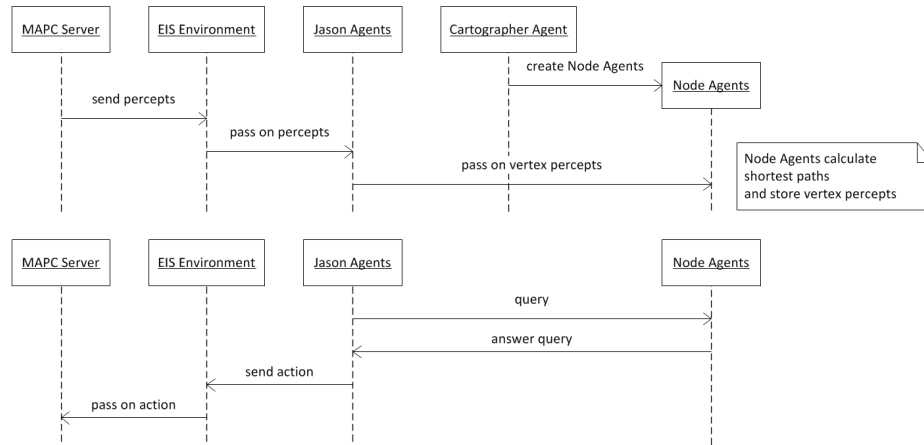 MAPC Server
EIS Environment
Jason Agents
Cartographer Agent
create Node Agents
Node Agents
send percepts
pass on percepts
pass on vertex percepts
Node Agents calculate
shortest paths
and store vertex percepts
MAPC Server
EIS Environment
Jason Agents
Node Agents
query
answer query
send action
pass on action